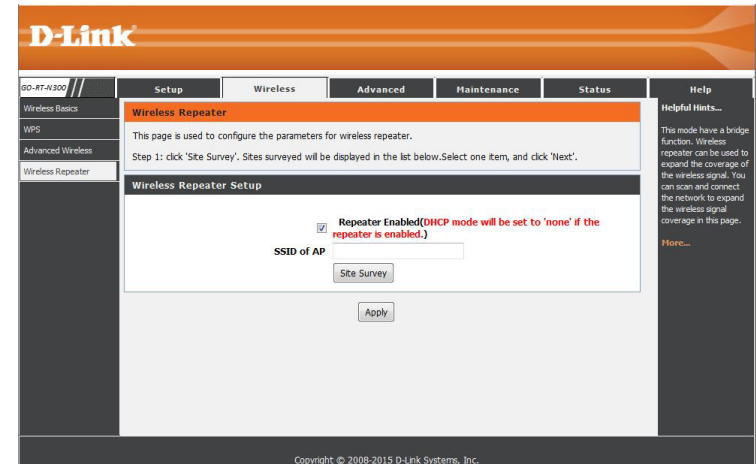 D-Link
GO-RT-N300
Setup
Wireless
Advanced
Maintenance
Status
Help
Wireless Basics
WPS
Advanced Wireless
Wireless Repeater
Wireless Repeater
This page is used to configure the parameters for wireless repeater.
Step 1: click 'Site Survey'. Sites surveyed will be displayed in the list below.Select one item, and click 'Next'.
Wireless Repeater Setup
Repeater Enabled(DHCP mode will be set to 'none' if the
repeater is enabled.)
SSID of AP
Site Survey
Apply
Helpful Hints...
This mode have a bridge
function. Wireless
repeater can be used to
expand the coverage of
the wireless signal. You
can scan and connect
the network to expand
the wireless signal
coverage in this page.
More...
Copyright © 2008-2015 D-Link Systems, Inc.